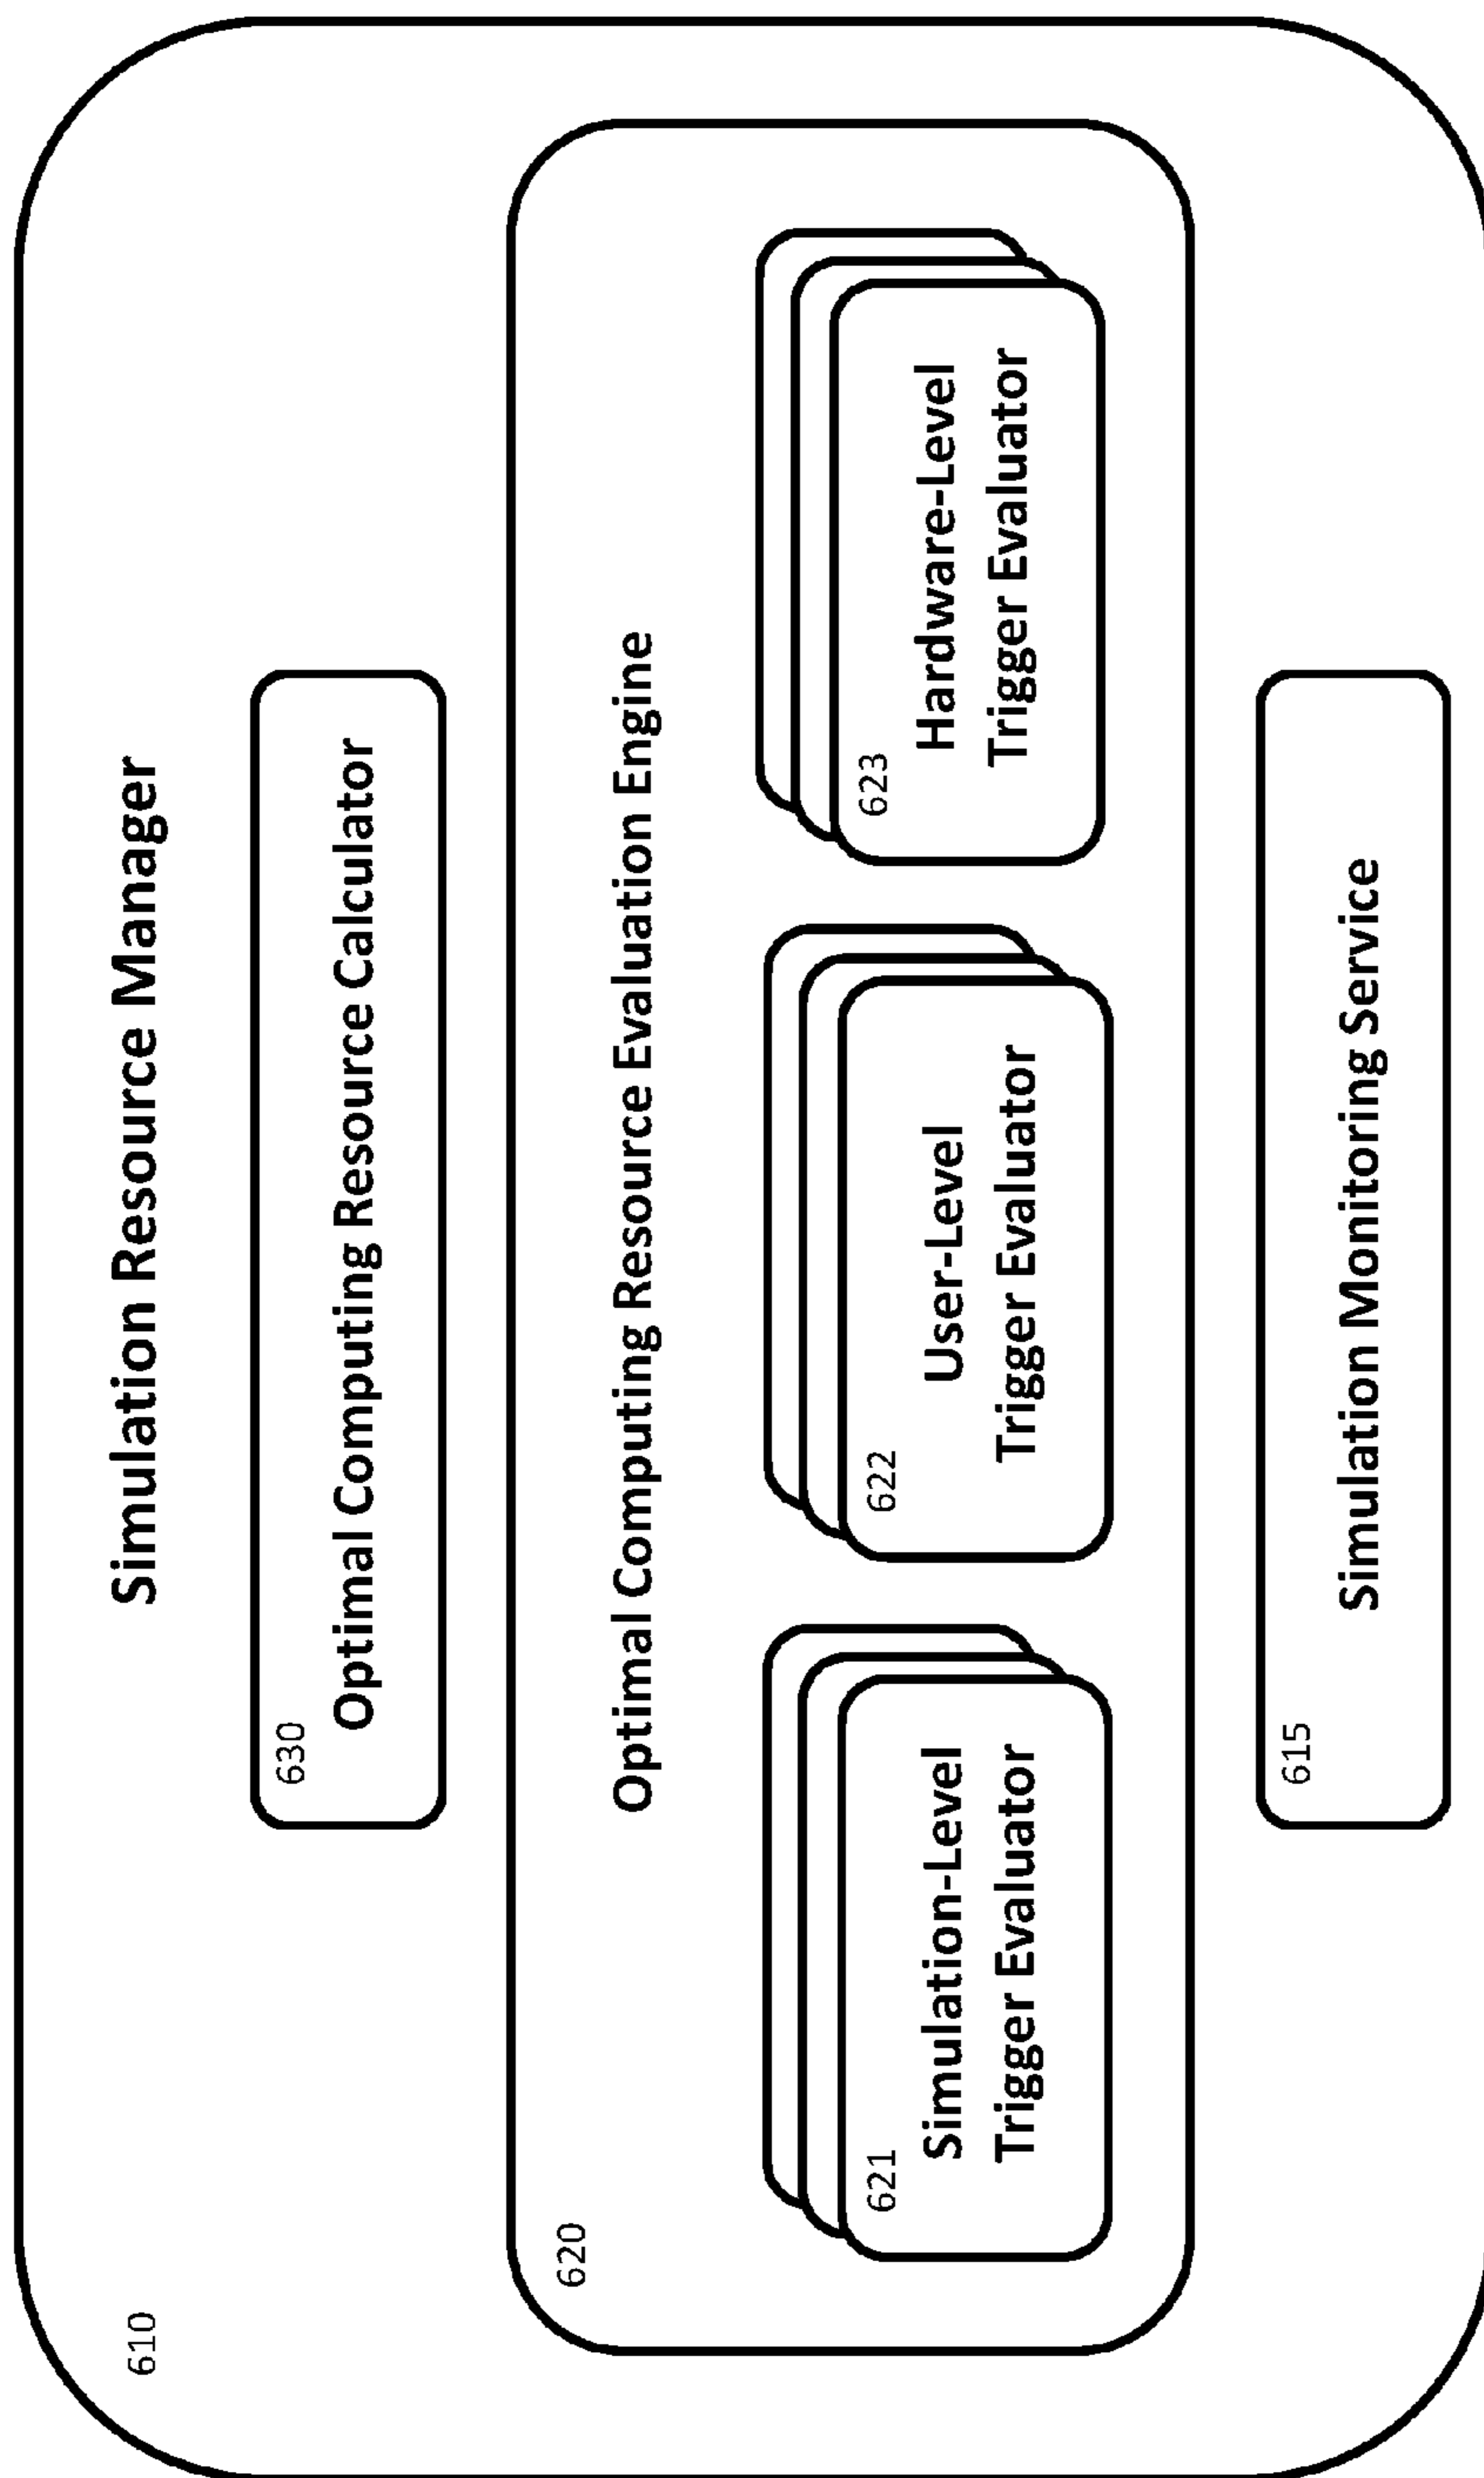 610
Simulation Resource Manager
630
Optimal Computing Resource Calculator
620
Optimal Computing Resource Evaluation Engine
621
Simulation-Level
Trigger Evaluator
622
User-Level
Trigger Evaluator
623
Hardware-Level
Trigger Evaluator
615
Simulation Monitoring Service